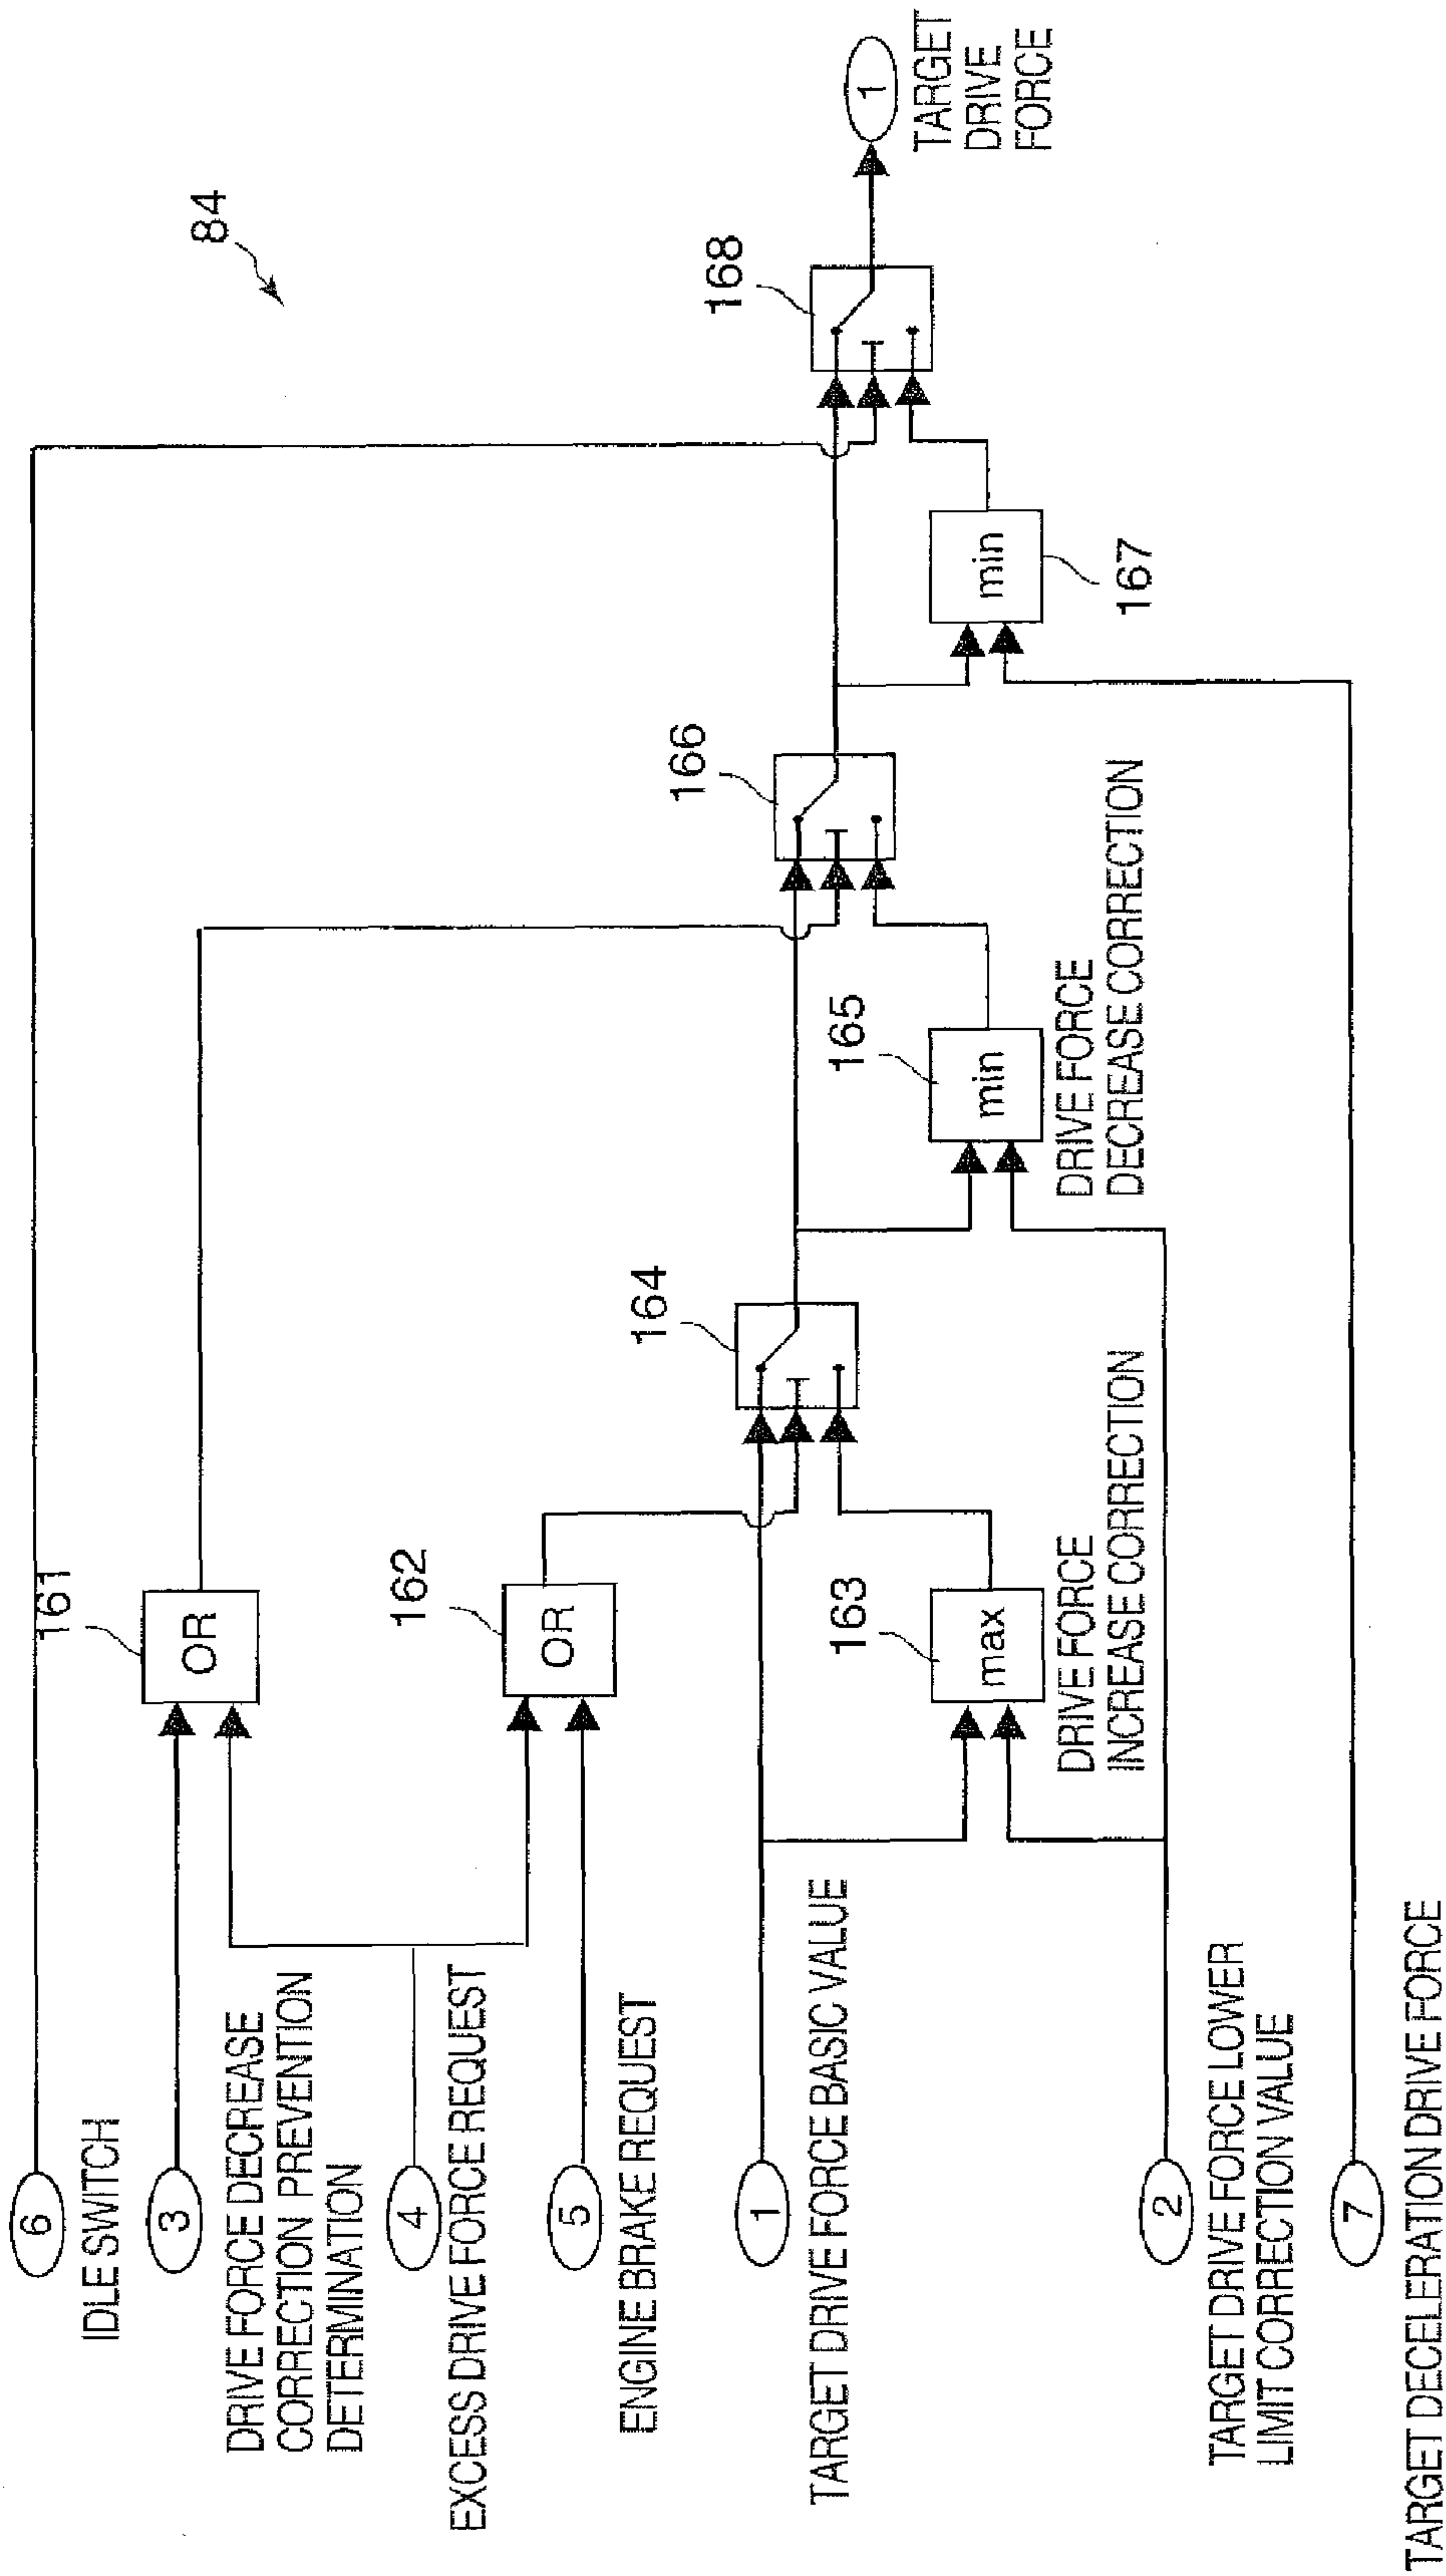 84
6
IDLE SWITCH
3
DRIVE FORCE DECREASE
CORRECTION PREVENTION
DETERMINATION
4
EXCESS DRIVE FORCE REQUEST
5
ENGINE BRAKE REQUEST
1
TARGET DRIVE FORCE BASIC VALUE
2
TARGET DRIVE FORCE LOWER
LIMIT CORRECTION VALUE
7
TARGET DECELERATION DRIVE FORCE
161
OR
162
OR
163
max
DRIVE FORCE
INCREASE CORRECTION
164
165
min
DRIVE FORCE
DECREASE CORRECTION
166
min
167
168
1
TARGET
DRIVE
FORCE